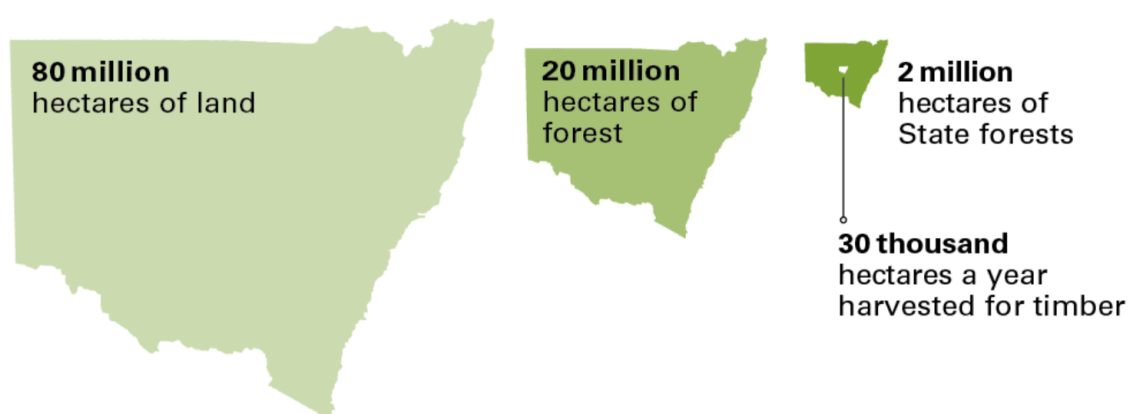 80 million
hectares of land
20 million
hectares of
forest
2 million
hectares of
State forests
30 thousand
hectares a year
harvested for timber